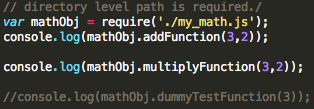 // directory level path is required./
var mathObj = require('./my_math.js');
console.log(mathObj.addFunction(3,2));
console.log(mathObj.multiplyFunction(3,2));
//console.log(mathObj.dummyTestFunction(3));